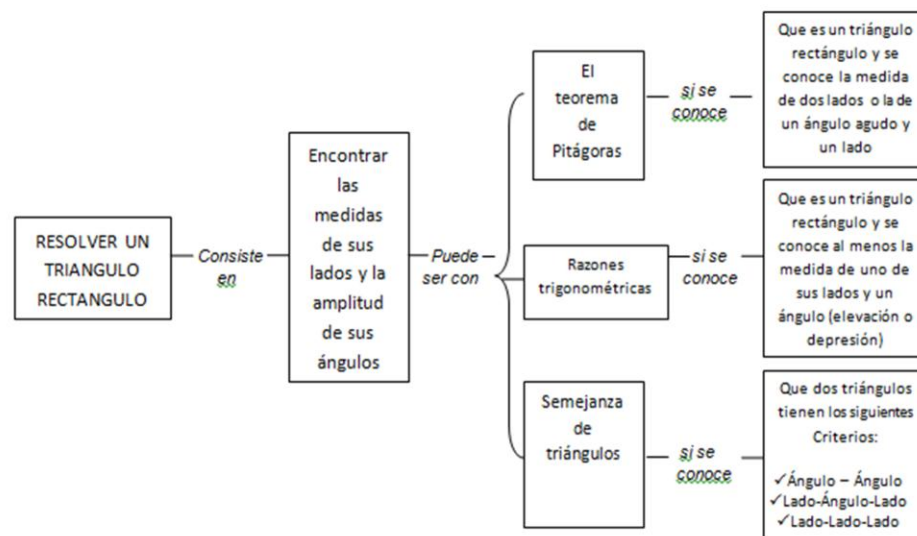 RESOLVER UN
TRIANGULO
RECTANGULO
Consiste
en
Encontrar
las
medidas
de sus
lados y la
amplitud
de sus
ángulos
Puede
ser con
El
teorema
de
Pitágoras
si se
conoce
Que es un triángulo
rectángulo y se
conoce la medida
de dos lados o la de
un ángulo agudo y
un lado
Razones
trigonométricas
si se
conoce
Que es un triángulo
rectángulo y se
conoce al menos la
medida de uno de
sus lados y un
ángulo (elevación o
depresión)
Semejanza
de
triángulos
si se
conoce
Que dos triángulos
tienen los siguientes
Criterios:
✓Ángulo – Ángulo
✓Lado-Ángulo-Lado
✓Lado-Lado-Lado